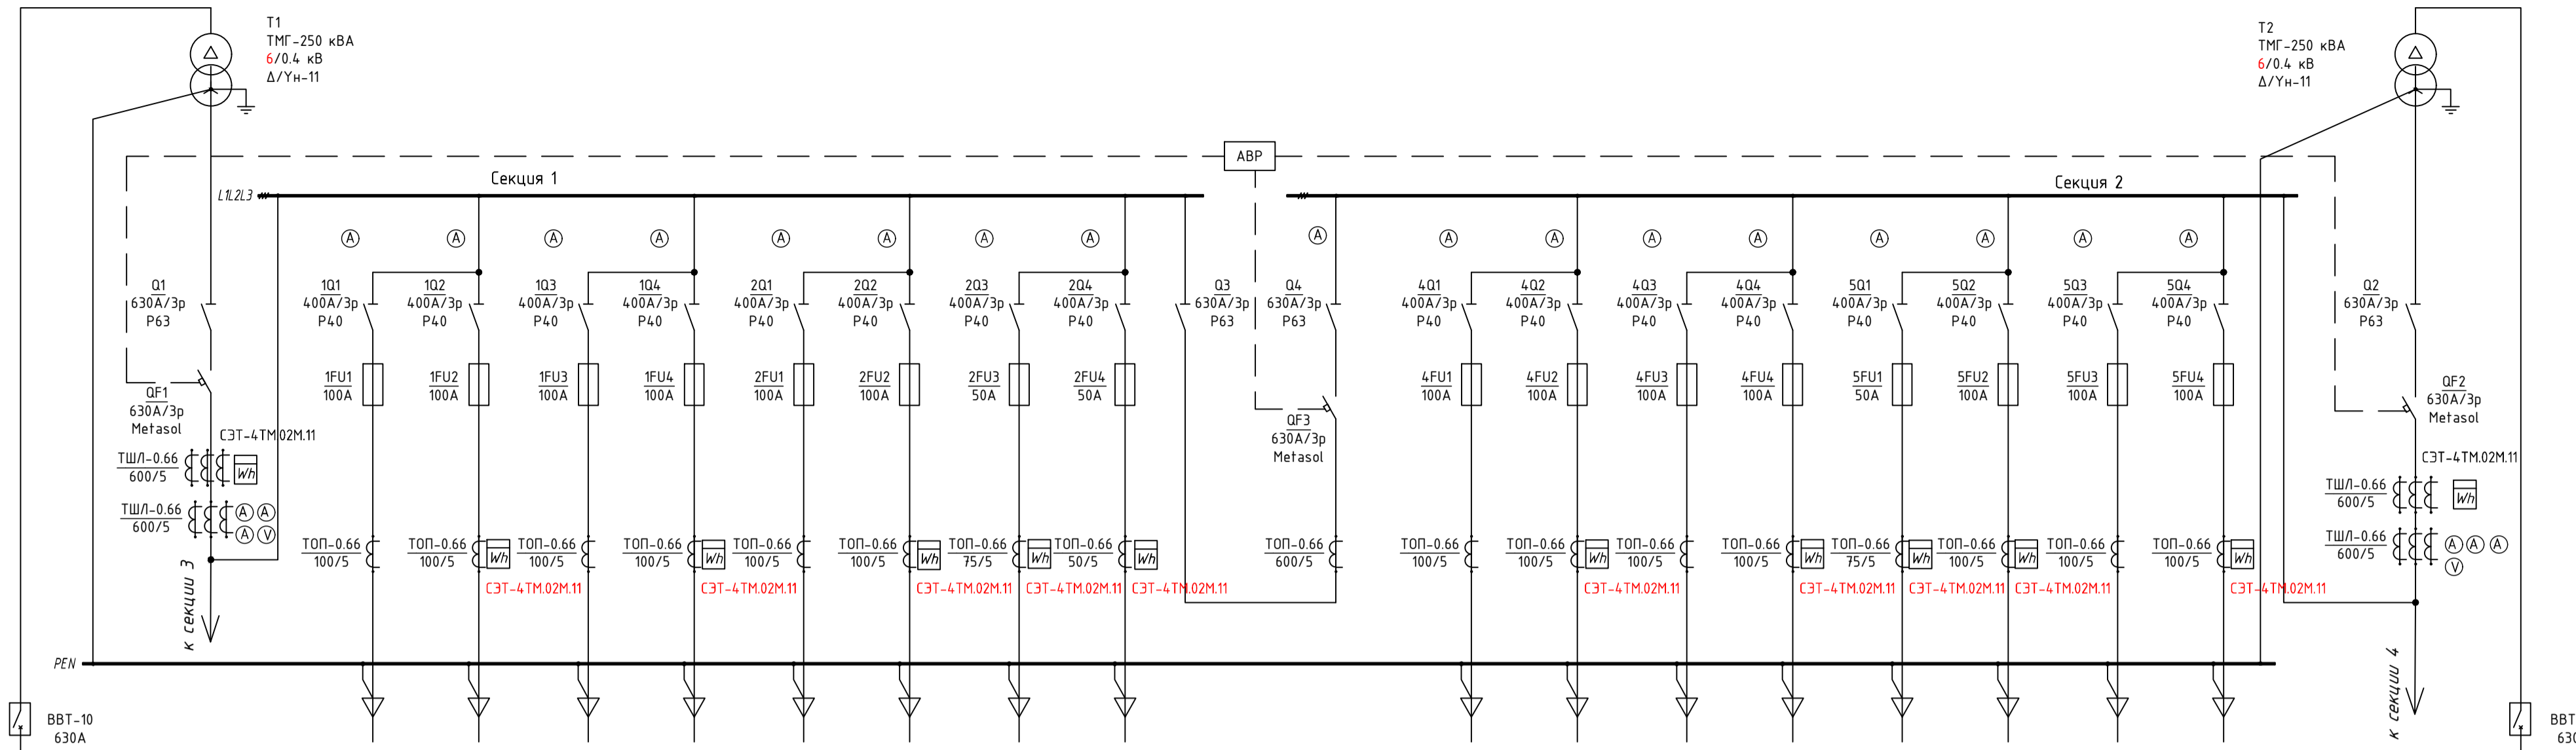 T1
ТМГ-250 кВА
6/0.4 кВ
Δ/Yн-11
T2
ТМГ-250 кВА
6/0.4 кВ
Δ/Yн-11
АВР
Секция 1
Секция 2
L1L2L3
A A A A A A A A A A A A A A A A A
Q1
630А/3р
Р63
1Q1
400А/3р
Р40
1Q2
400А/3р
Р40
1Q3
400А/3р
Р40
1Q4
400А/3р
Р40
2Q1
400А/3р
Р40
2Q2
400А/3р
Р40
2Q3
400А/3р
Р40
2Q4
400А/3р
Р40
Q3
630А/3р
Р63
Q4
630А/3р
Р63
4Q1
400А/3р
Р40
4Q2
400А/3р
Р40
4Q3
400А/3р
Р40
4Q4
400А/3р
Р40
5Q1
400А/3р
Р40
5Q2
400А/3р
Р40
5Q3
400А/3р
Р40
5Q4
400А/3р
Р40
Q2
630А/3р
Р63
QF1
630А/3р
Metasol
1FU1
100А
1FU2
100А
1FU3
100А
1FU4
100А
2FU1
100А
2FU2
100А
2FU3
50А
2FU4
50А
QF3
630А/3р
Metasol
4FU1
100А
4FU2
100А
4FU3
100А
4FU4
100А
5FU1
50А
5FU2
100А
5FU3
100А
5FU4
100А
QF2
630А/3р
Metasol
СЭТ-4ТМ.02М.11
ТШЛ-0.66
600/5
Wh
ТШЛ-0.66
600/5
A A
A V
СЭТ-4ТМ.02М.11
ТШЛ-0.66
600/5
Wh
ТШЛ-0.66
600/5
A A A
V
ТОП-0.66
100/5
ТОП-0.66
100/5
Wh
СЭТ-4ТМ.02М.11
ТОП-0.66
100/5
ТОП-0.66
100/5
Wh
СЭТ-4ТМ.02М.11
ТОП-0.66
100/5
ТОП-0.66
100/5
Wh
СЭТ-4ТМ.02М.11
ТОП-0.66
75/5
Wh
СЭТ-4ТМ.02М.11
ТОП-0.66
50/5
Wh
СЭТ-4ТМ.02М.11
ТОП-0.66
600/5
ТОП-0.66
100/5
ТОП-0.66
100/5
Wh
СЭТ-4ТМ.02М.11
ТОП-0.66
100/5
ТОП-0.66
100/5
Wh
СЭТ-4ТМ.02М.11
ТОП-0.66
75/5
Wh
СЭТ-4ТМ.02М.11
ТОП-0.66
100/5
Wh
СЭТ-4ТМ.02М.11
ТОП-0.66
100/5
ТОП-0.66
100/5
Wh
СЭТ-4ТМ.02М.11
к секции 3
к секции 4
PEN
ВВТ-10
630А
ВВТ